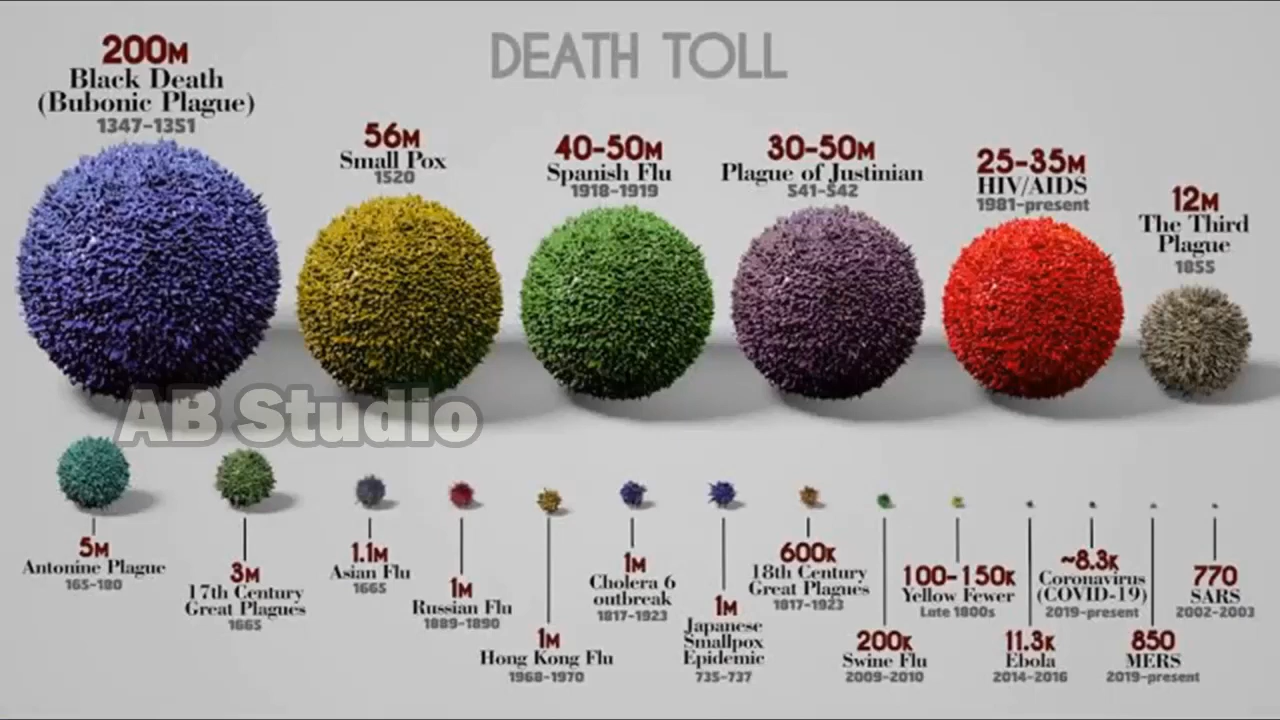 DEATH TOLL
200M
Black Death
(Bubonic Plague)
1347-1351
56M
Small Pox
1520
40-50M
Spanish Flu
1918-1919
30-50M
Plague of Justinian
541-542
25-35M
HIV/AIDS
1981-present
12M
The Third
Plague
1855
AB Studio
5M
Antonine Plague
165-180
3M
17th Century
Great Plagues
1665
1.1M
Asian Flu
1665
1M
Russian Flu
1889-1890
1M
Hong Kong Flu
1968-1970
1M
Cholera 6
outbreak
1817-1923
1M
Japanese
Smallpox
Epidemic
735-737
600K
18th Century
Great Plagues
1817-1923
200K
Swine Flu
2009-2010
100-150K
Yellow Fewer
Late 1800s
11.3K
Ebola
2014-2016
~8.3K
Coronavirus
(COVID-19)
2019-present
850
MERS
2019-present
770
SARS
2002-2003